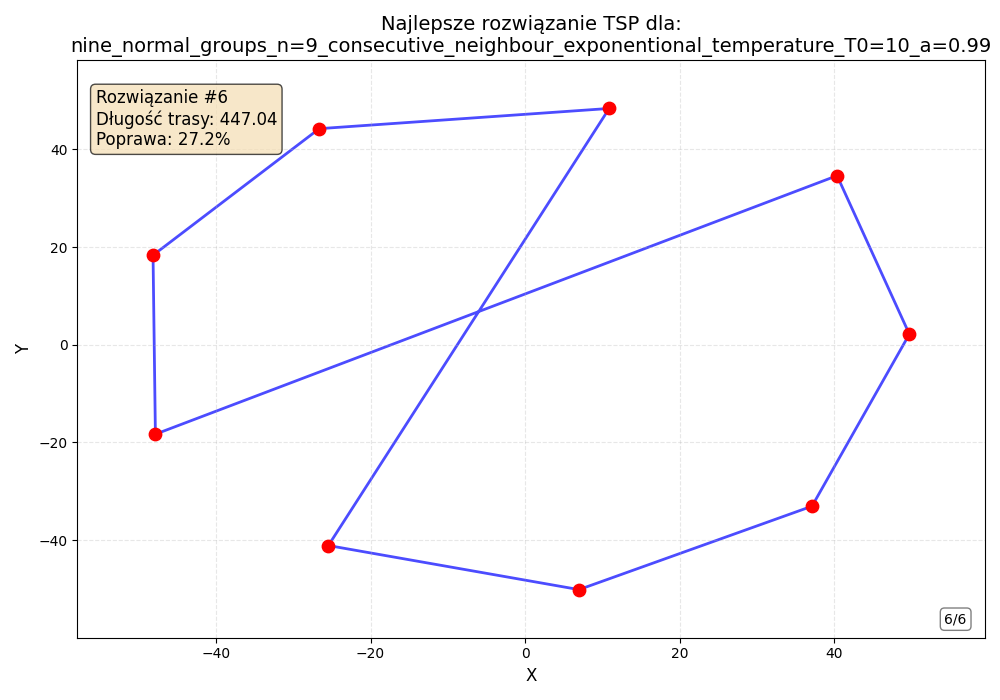 Najlepsze rozwiązanie TSP dla:
nine_normal_groups_n=9_consecutive_neighbour_exponentional_temperature_T0=10_a=0.99
Rozwiązanie #6
Długość trasy: 447.04
Poprawa: 27.2%
40
20
0
−20
−40
Y
6/6
−40
−20
0
20
40
X